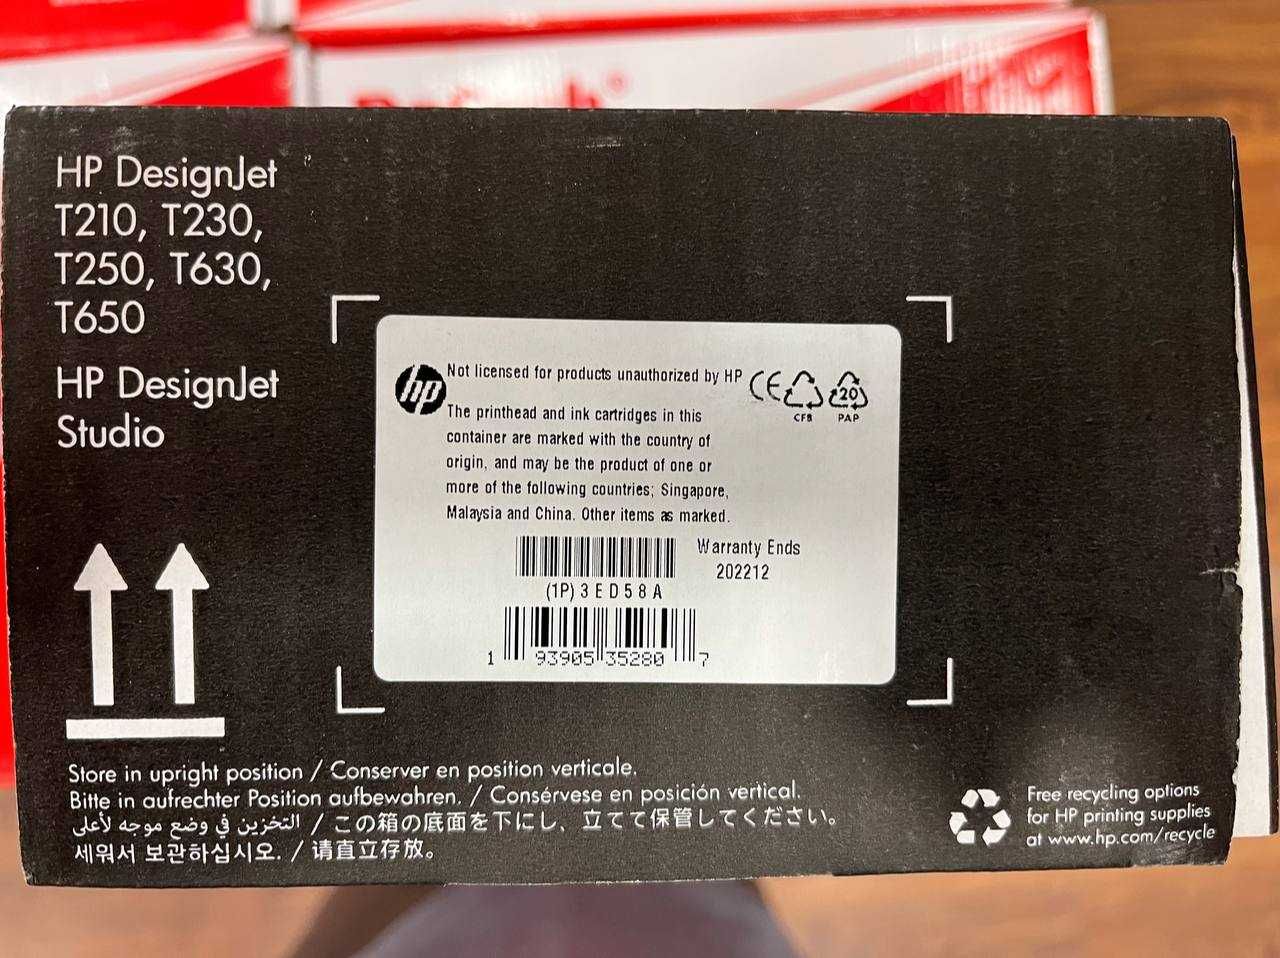 HP DesignJet
T210, T230,
T250, T630,
T650
HP DesignJet
Studio
hp
Not licensed for products unauthorized by HP
CE
CFB
20
PAP
The printhead and ink cartridges in this
container are marked with the country of
origin, and may be the product of one or
more of the following countries; Singapore,
Malaysia and China. Other items as marked.
Warranty Ends
202212
(1P) 3 E D 5 8 A
1 93905 35280 7
Store in upright position / Conserver en position verticale.
Bitte in aufrechter Position aufbewahren. / Consérvese en posición vertical.
التخزين في وضع موجه لأعلى / この箱の底面を下にし、立てて保管してください。
세워서 보관하십시오. / 请直立存放。
Free recycling options
for HP printing supplies
at www.hp.com/recycle